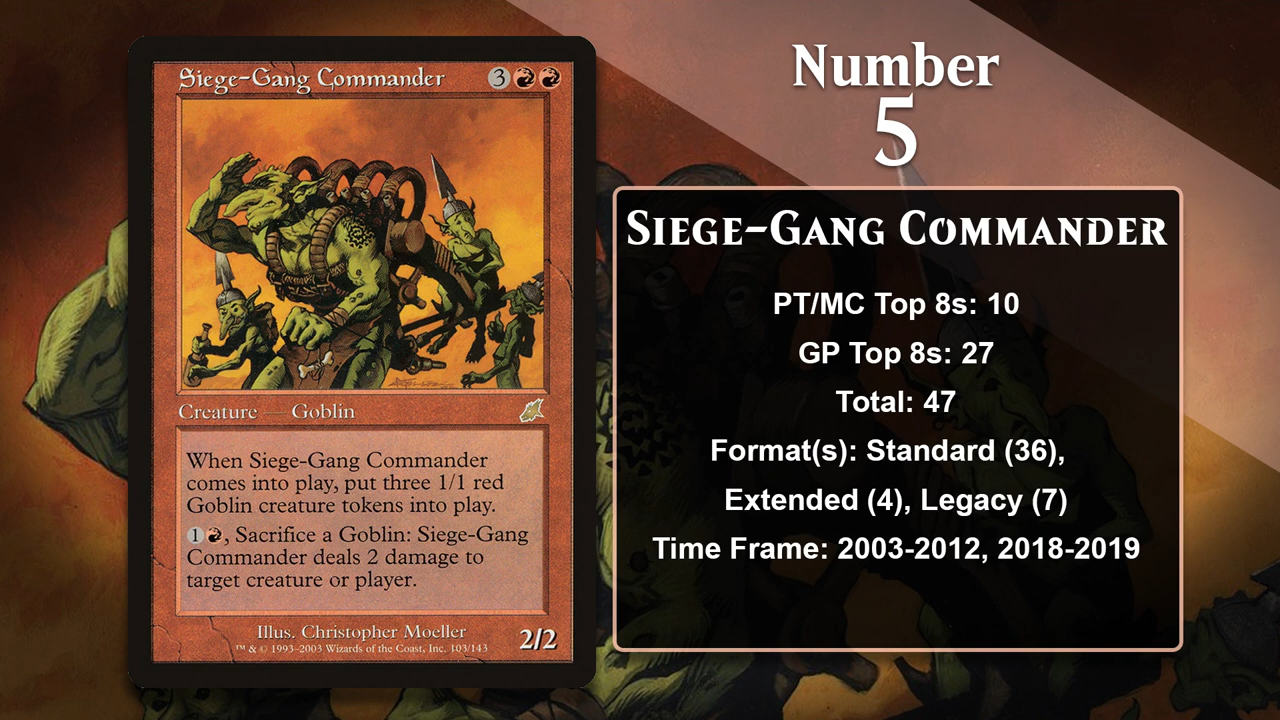 Siege-Gang Commander 3
Creature — Goblin
When Siege-Gang Commander
comes into play, put three 1/1 red
Goblin creature tokens into play.
1 , Sacrifice a Goblin: Siege-Gang
Commander deals 2 damage to
target creature or player.
Illus. Christopher Moeller
™ & © 1993–2003 Wizards of the Coast, Inc. 103/143
2/2
Number
5
Siege-Gang Commander
PT/MC Top 8s: 10
GP Top 8s: 27
Total: 47
Format(s): Standard (36),
Extended (4), Legacy (7)
Time Frame: 2003-2012, 2018-2019